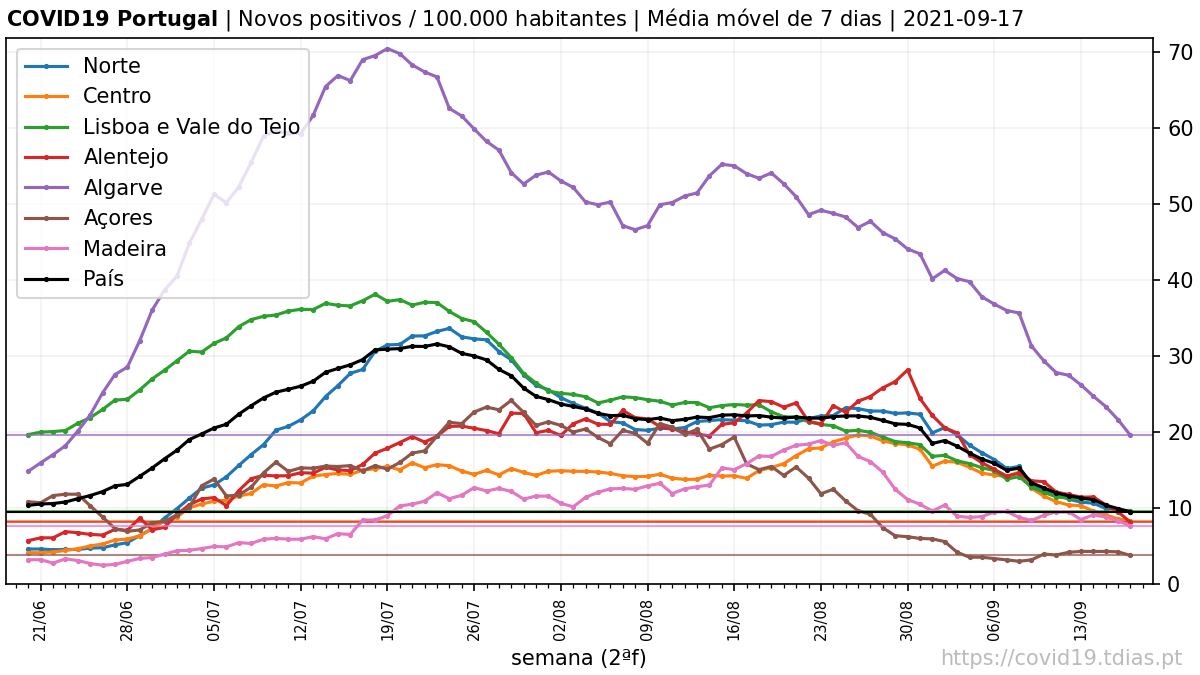 COVID19 Portugal | Novos positivos / 100.000 habitantes | Média móvel de 7 dias | 2021-09-17
Norte
Centro
Lisboa e Vale do Tejo
Alentejo
Algarve
Açores
Madeira
País
70
60
50
40
30
20
10
0
21/06
28/06
05/07
12/07
19/07
26/07
02/08
09/08
16/08
23/08
30/08
06/09
13/09
semana (2ªf)
https://covid19.tdias.pt